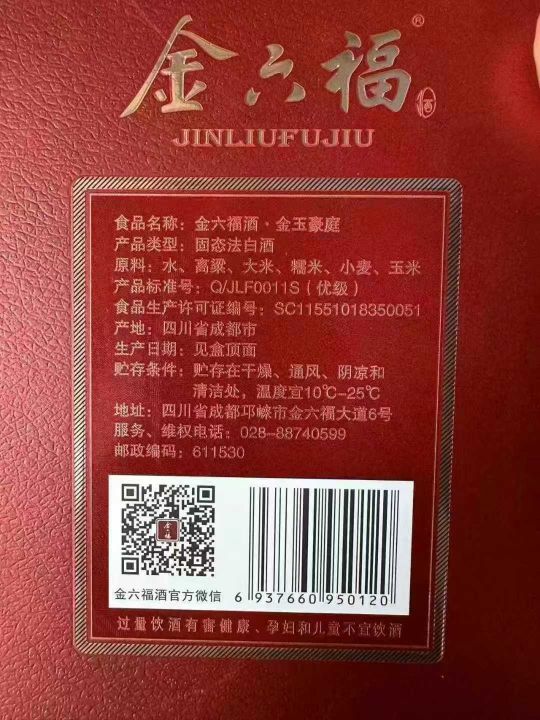 金六福®
酒
JINLIUFUJIU
食品名称：金六福酒·金玉豪庭
产品类型：固态法白酒
原料：水、高粱、大米、糯米、小麦、玉米
产品标准号：Q/JLF0011S（优级）
食品生产许可证编号：SC11551018350051
产地：四川省成都市
生产日期：见盒顶面
贮存条件：贮存在干燥、通风、阴凉和
清洁处，温度宜10℃-25℃
地址：四川省成都邛崃市金六福大道6号
服务、维权电话：028-88740599
邮政编码：611530
金六福
金六福酒官方微信
6 937660 950120
过量饮酒有害健康、孕妇和儿童不宜饮酒